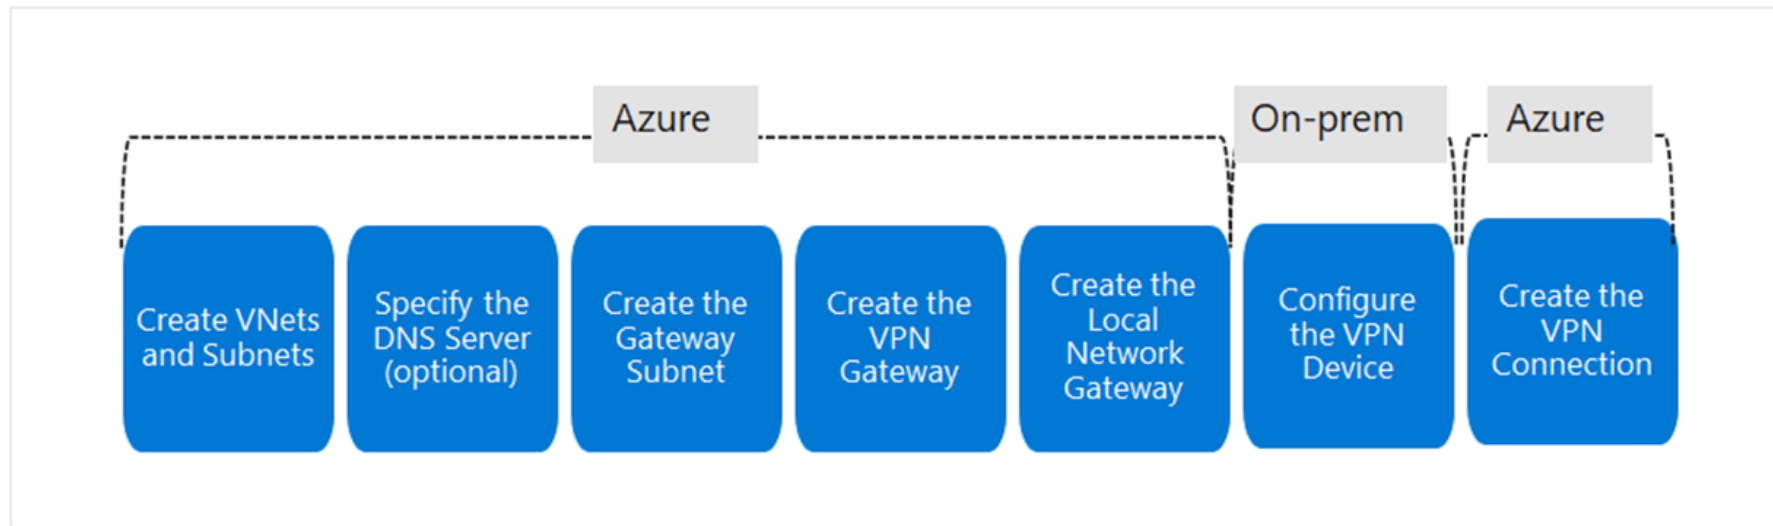 Azure
On-prem
Azure
Create VNets
and Subnets
Specify the
DNS Server
(optional)
Create the
Gateway
Subnet
Create the
VPN
Gateway
Create the
Local
Network
Gateway
Configure
the VPN
Device
Create the
VPN
Connection